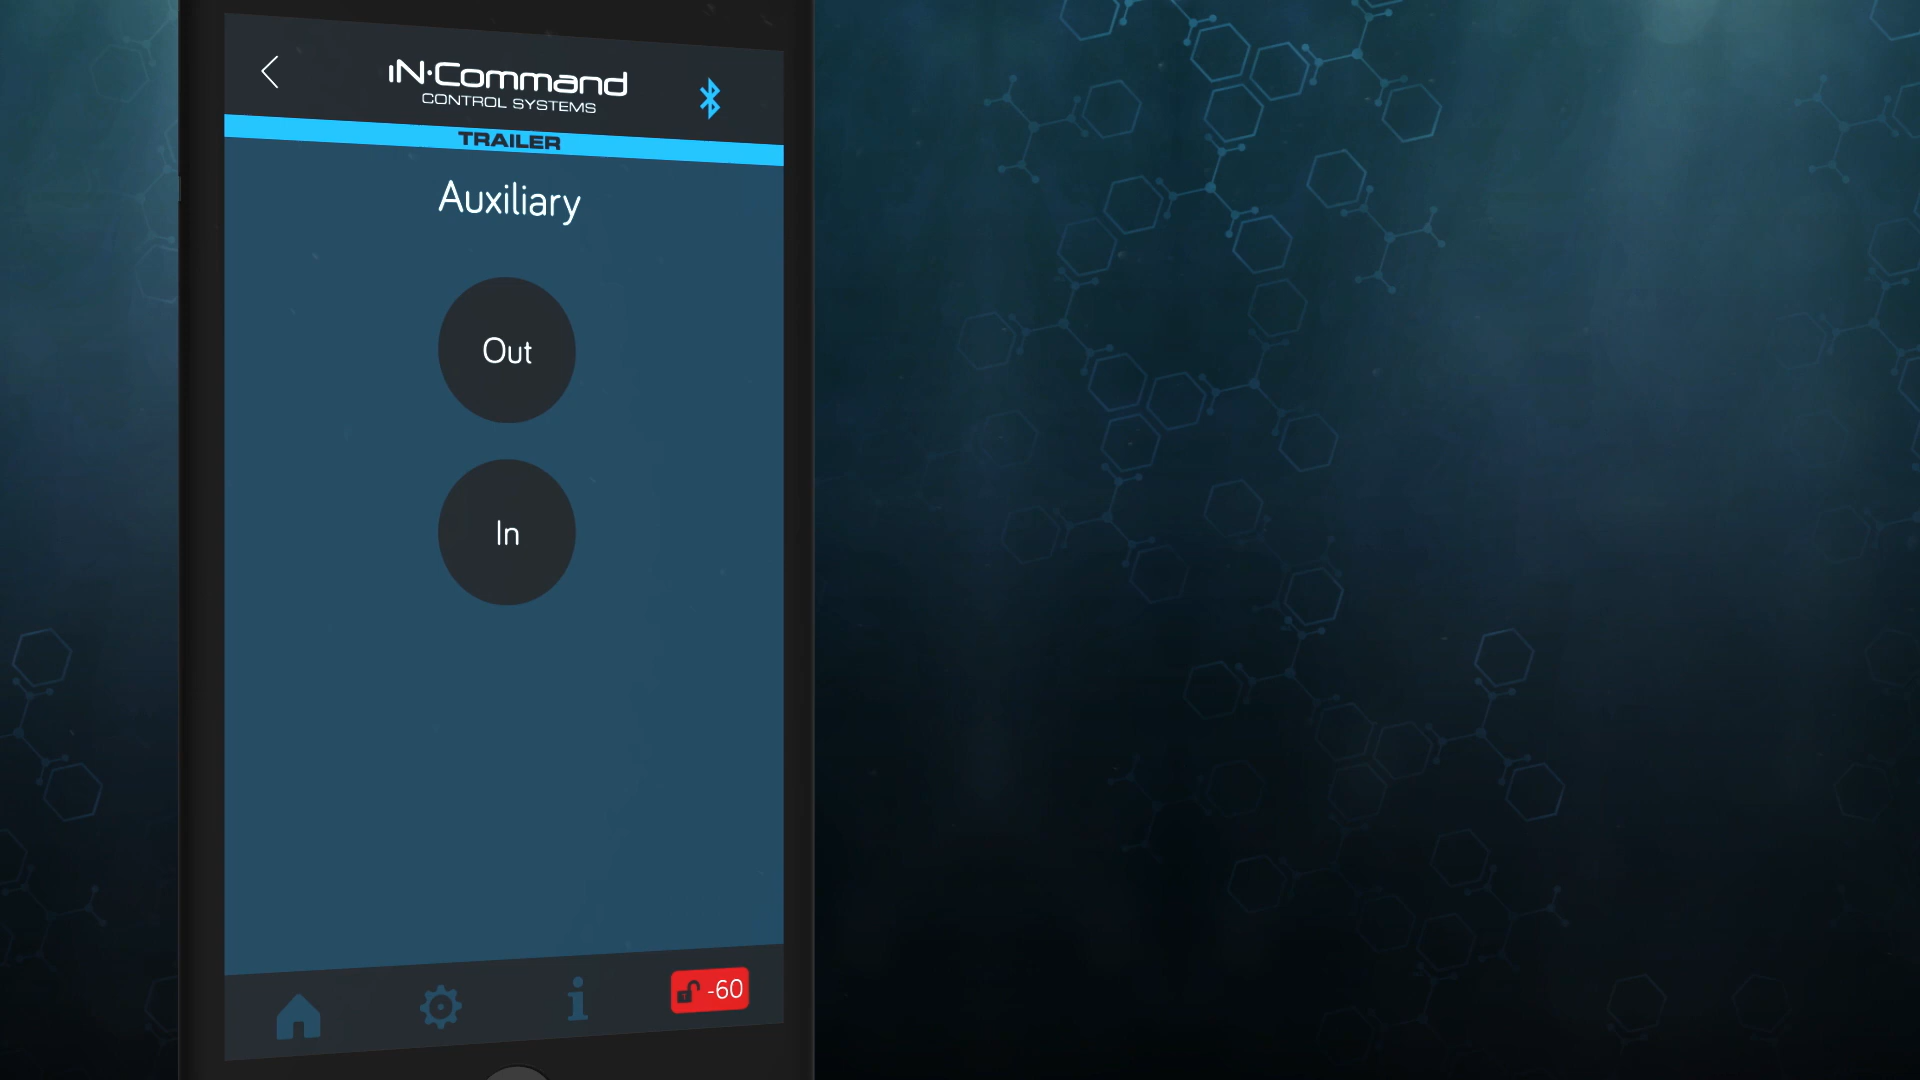 iN·Command
CONTROL SYSTEMS
TRAILER
Auxiliary
Out
In
-60